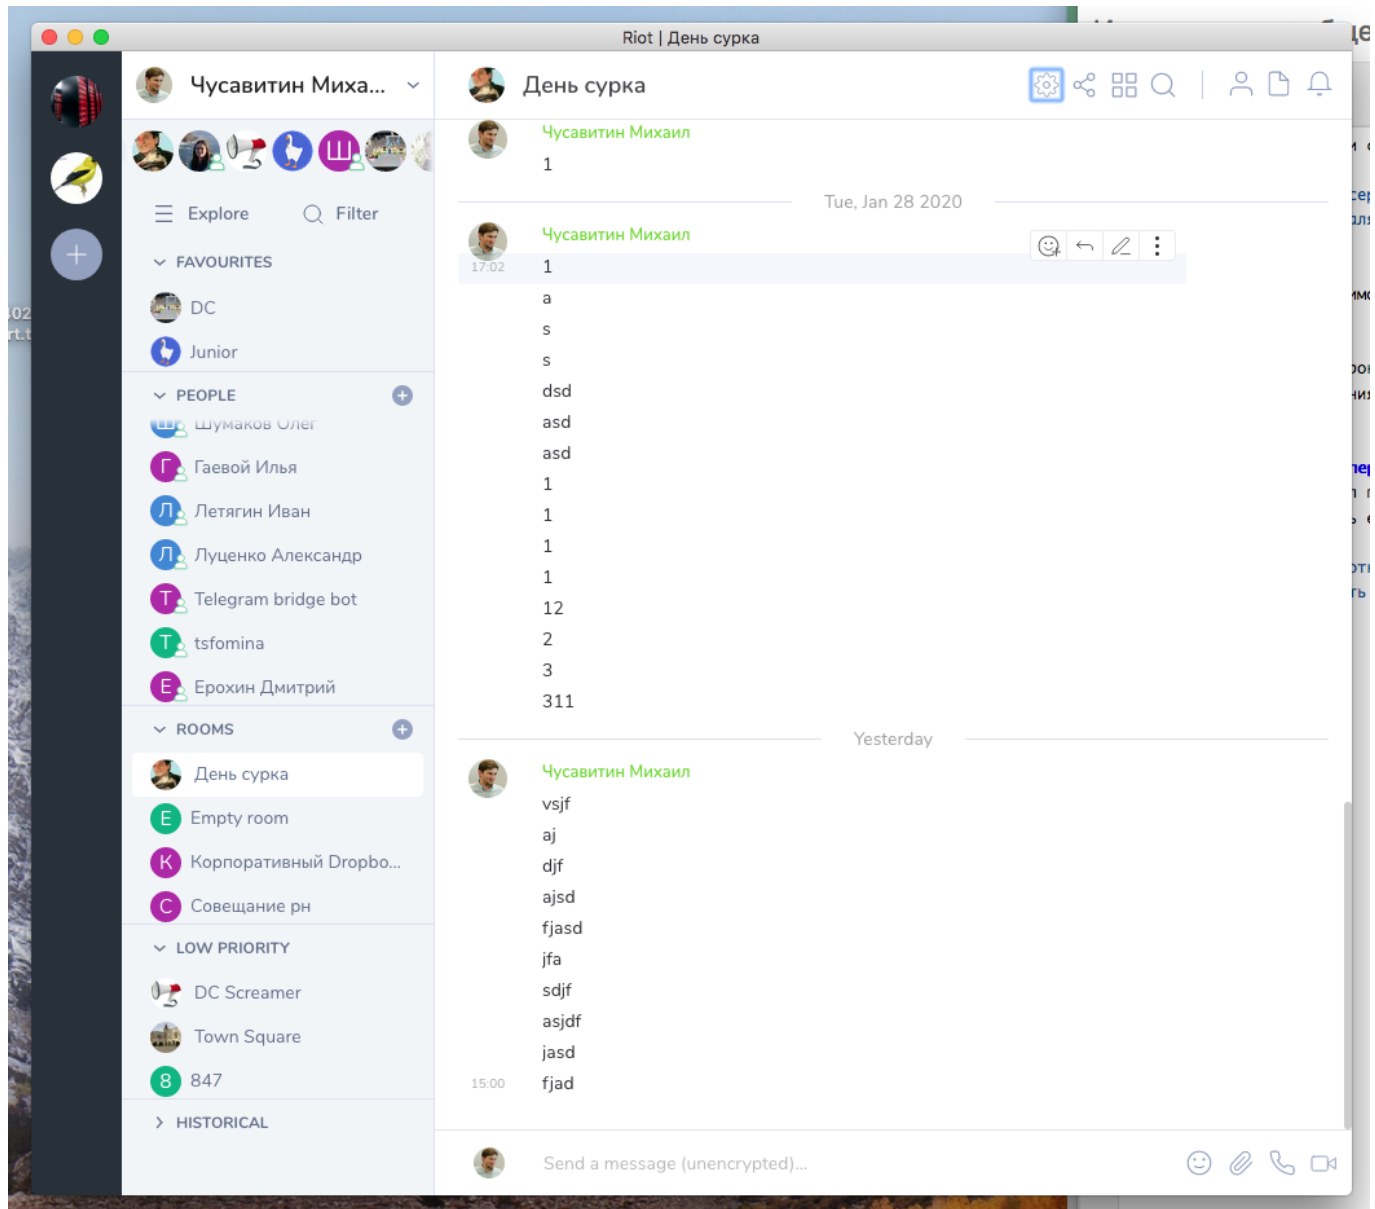 Riot | День сурка
Чусавитин Миха...
Explore
Filter
FAVOURITES
DC
Junior
PEOPLE
Шумаков Олег
Гаевой Илья
Летягин Иван
Луценко Александр
Telegram bridge bot
tsfomina
Ерохин Дмитрий
ROOMS
День сурка
Empty room
Корпоративный Dropbo...
Совещание рн
LOW PRIORITY
DC Screamer
Town Square
847
HISTORICAL
День сурка
Чусавитин Михаил
1
Tue, Jan 28 2020
Чусавитин Михаил
17:02 1
a
s
s
dsd
asd
asd
1
1
1
1
12
2
3
311
Yesterday
Чусавитин Михаил
vsjf
aj
djf
ajsd
fjasd
jfa
sdjf
asjdf
jasd
15:00 fjad
Send a message (unencrypted)...